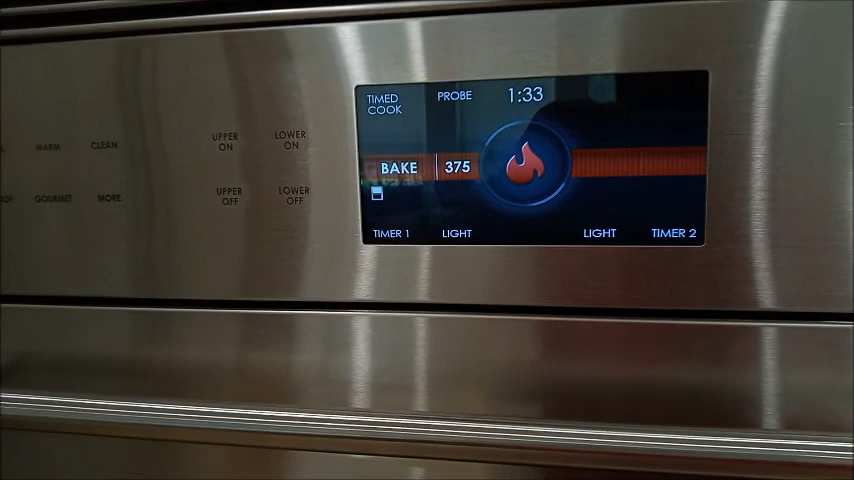 WARM
CLEAN
UPPER
ON
LOWER
ON
GOURMET
MORE
UPPER
OFF
LOWER
OFF
TIMED
COOK
PROBE
1:33
BAKE
375
TIMER 1
LIGHT
LIGHT
TIMER 2